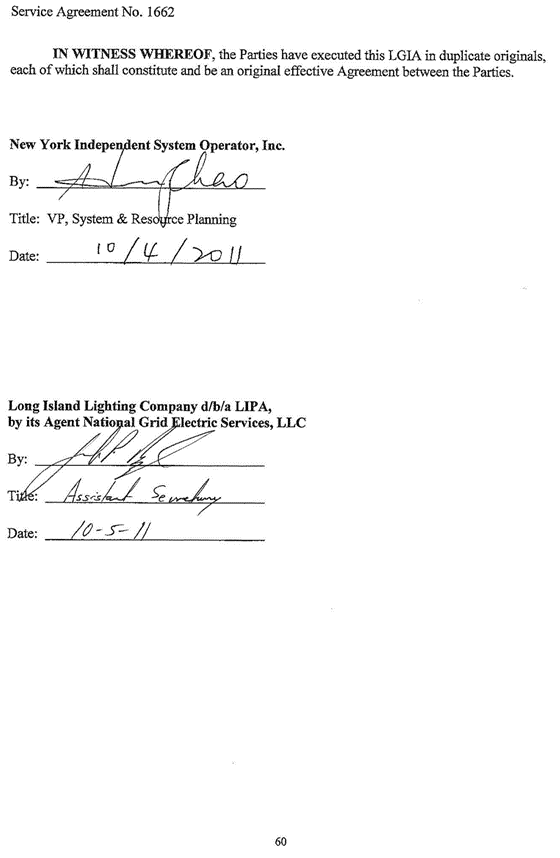 Service Agreement No. 1662
IN WITNESS WHEREOF, the Parties have executed this LGIA in duplicate originals,
each of which shall constitute and be an original effective Agreement between the Parties.
New York Independent System Operator, Inc.
By: Chao
Title: VP, System & Resource Planning
Date: 10/4/2011
Long Island Lighting Company d/b/a LIPA,
by its Agent National Grid Electric Services, LLC
By:
Title: Assistant Secretary
Date: 10-5-11
60